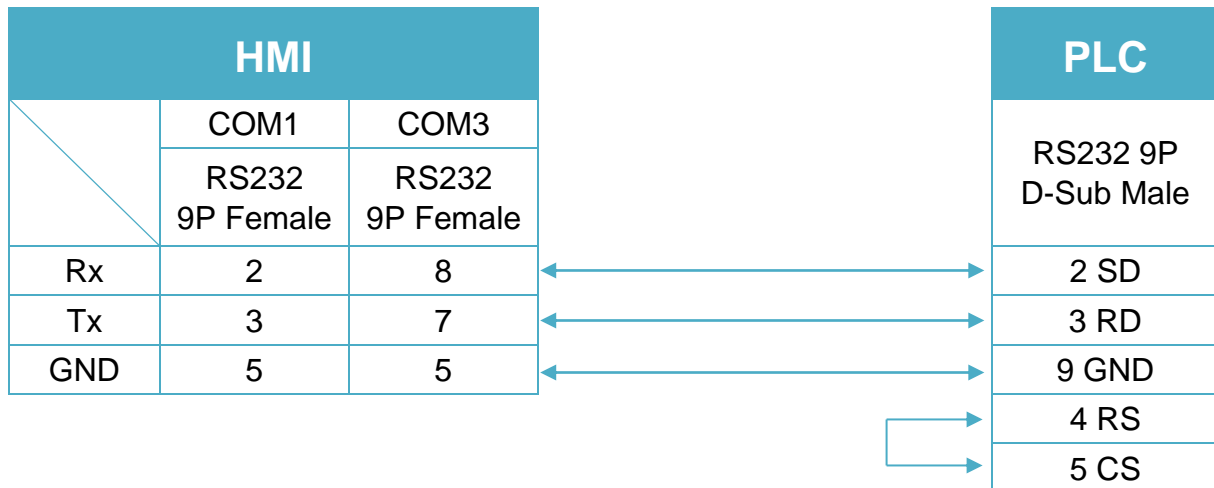 HMI
PLC
COM1 COM3
RS232 9P Female RS232 9P Female
RS232 9P
D-Sub Male
Rx 2 8 2 SD
Tx 3 7 3 RD
GND 5 5 9 GND
4 RS
5 CS